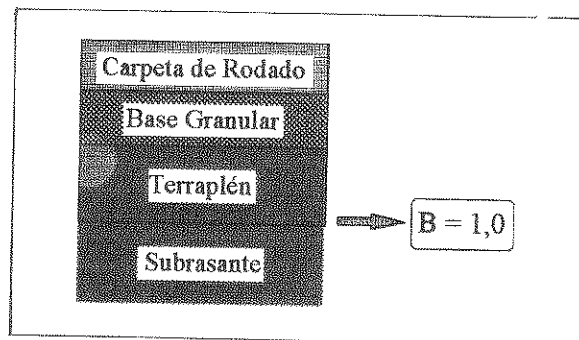 Carpeta de Rodado
Base Granular
Terraplén
B = 1,0
Subrasante